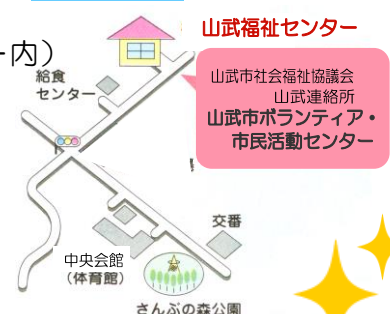 山武福祉センター
-内）
給食
センター
山武市社会福祉協議会
山武連絡所
山武市ボランティア・
市民活動センター
交番
中央会館
（体育館）
さんぶの森公園